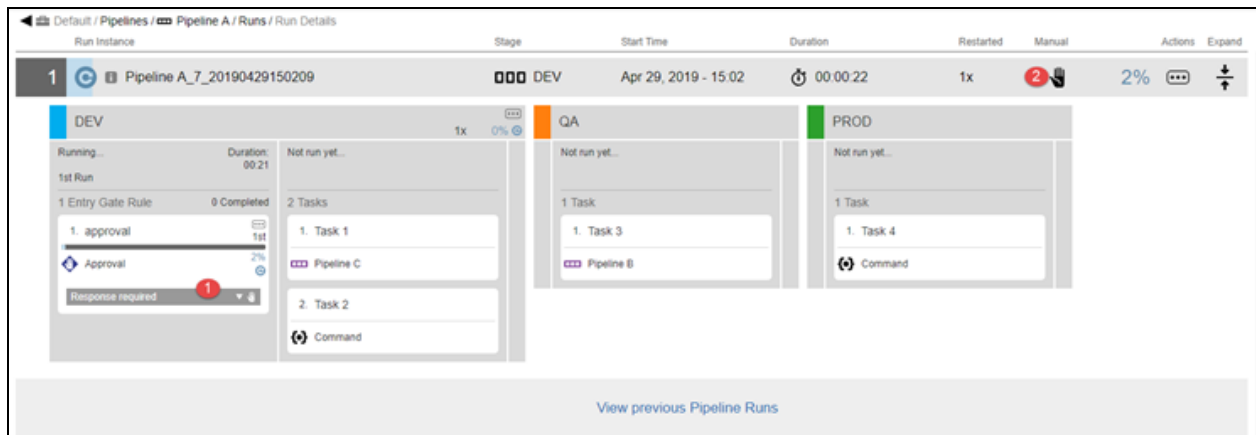 Default / Pipelines / Pipeline A / Runs / Run Details
Run Instance Stage Start Time Duration Restarted Manual Actions Expand
1 Pipeline A_7_20190429150209 DEV Apr 29, 2019 - 15:02 00:00:22 1x 2 2%
DEV 1x 0%
QA
PROD
Running... Duration: 00:21
1st Run
Not run yet...
1 Entry Gate Rule 0 Completed
2 Tasks
1. approval 1st
Approval 2%
Response required 1
1. Task 1
Pipeline C
2. Task 2
Command
Not run yet...
1 Task
1. Task 3
Pipeline B
Not run yet...
1 Task
1. Task 4
Command
View previous Pipeline Runs